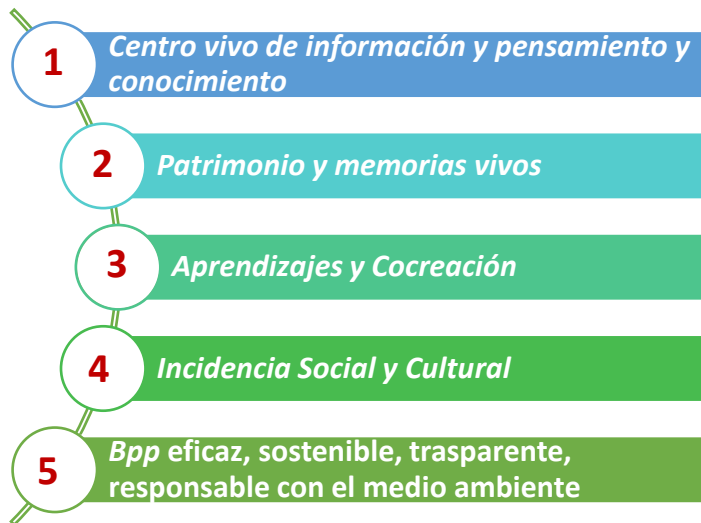 1
Centro vivo de información y pensamiento y
conocimiento
2
Patrimonio y memorias vivos
3
Aprendizajes y Cocreación
4
Incidencia Social y Cultural
5
Bpp eficaz, sostenible, trasparente,
responsable con el medio ambiente